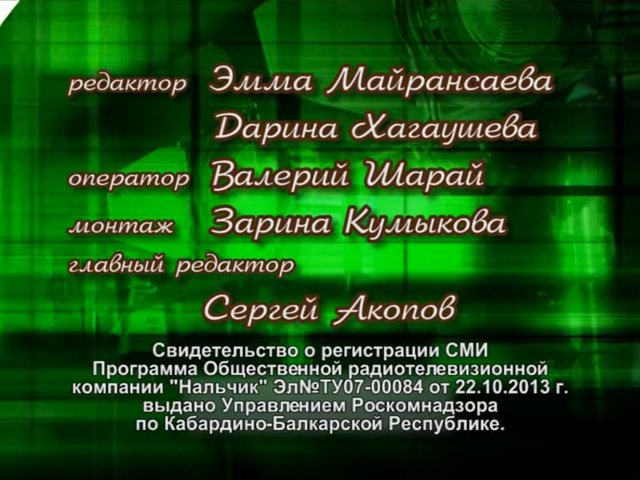 редактор Эмма Майрансаева
Дарина Хагаушева
оператор Валерий Шарай
монтаж Зарина Кумыкова
главный редактор
Сергей Акопов
Свидетельство о регистрации СМИ
Программа Общественной радиотелевизионной
компании "Нальчик" Эл№ТУ07-00084 от 22.10.2013 г.
выдано Управлением Роскомнадзора
по Кабардино-Балкарской Республике.